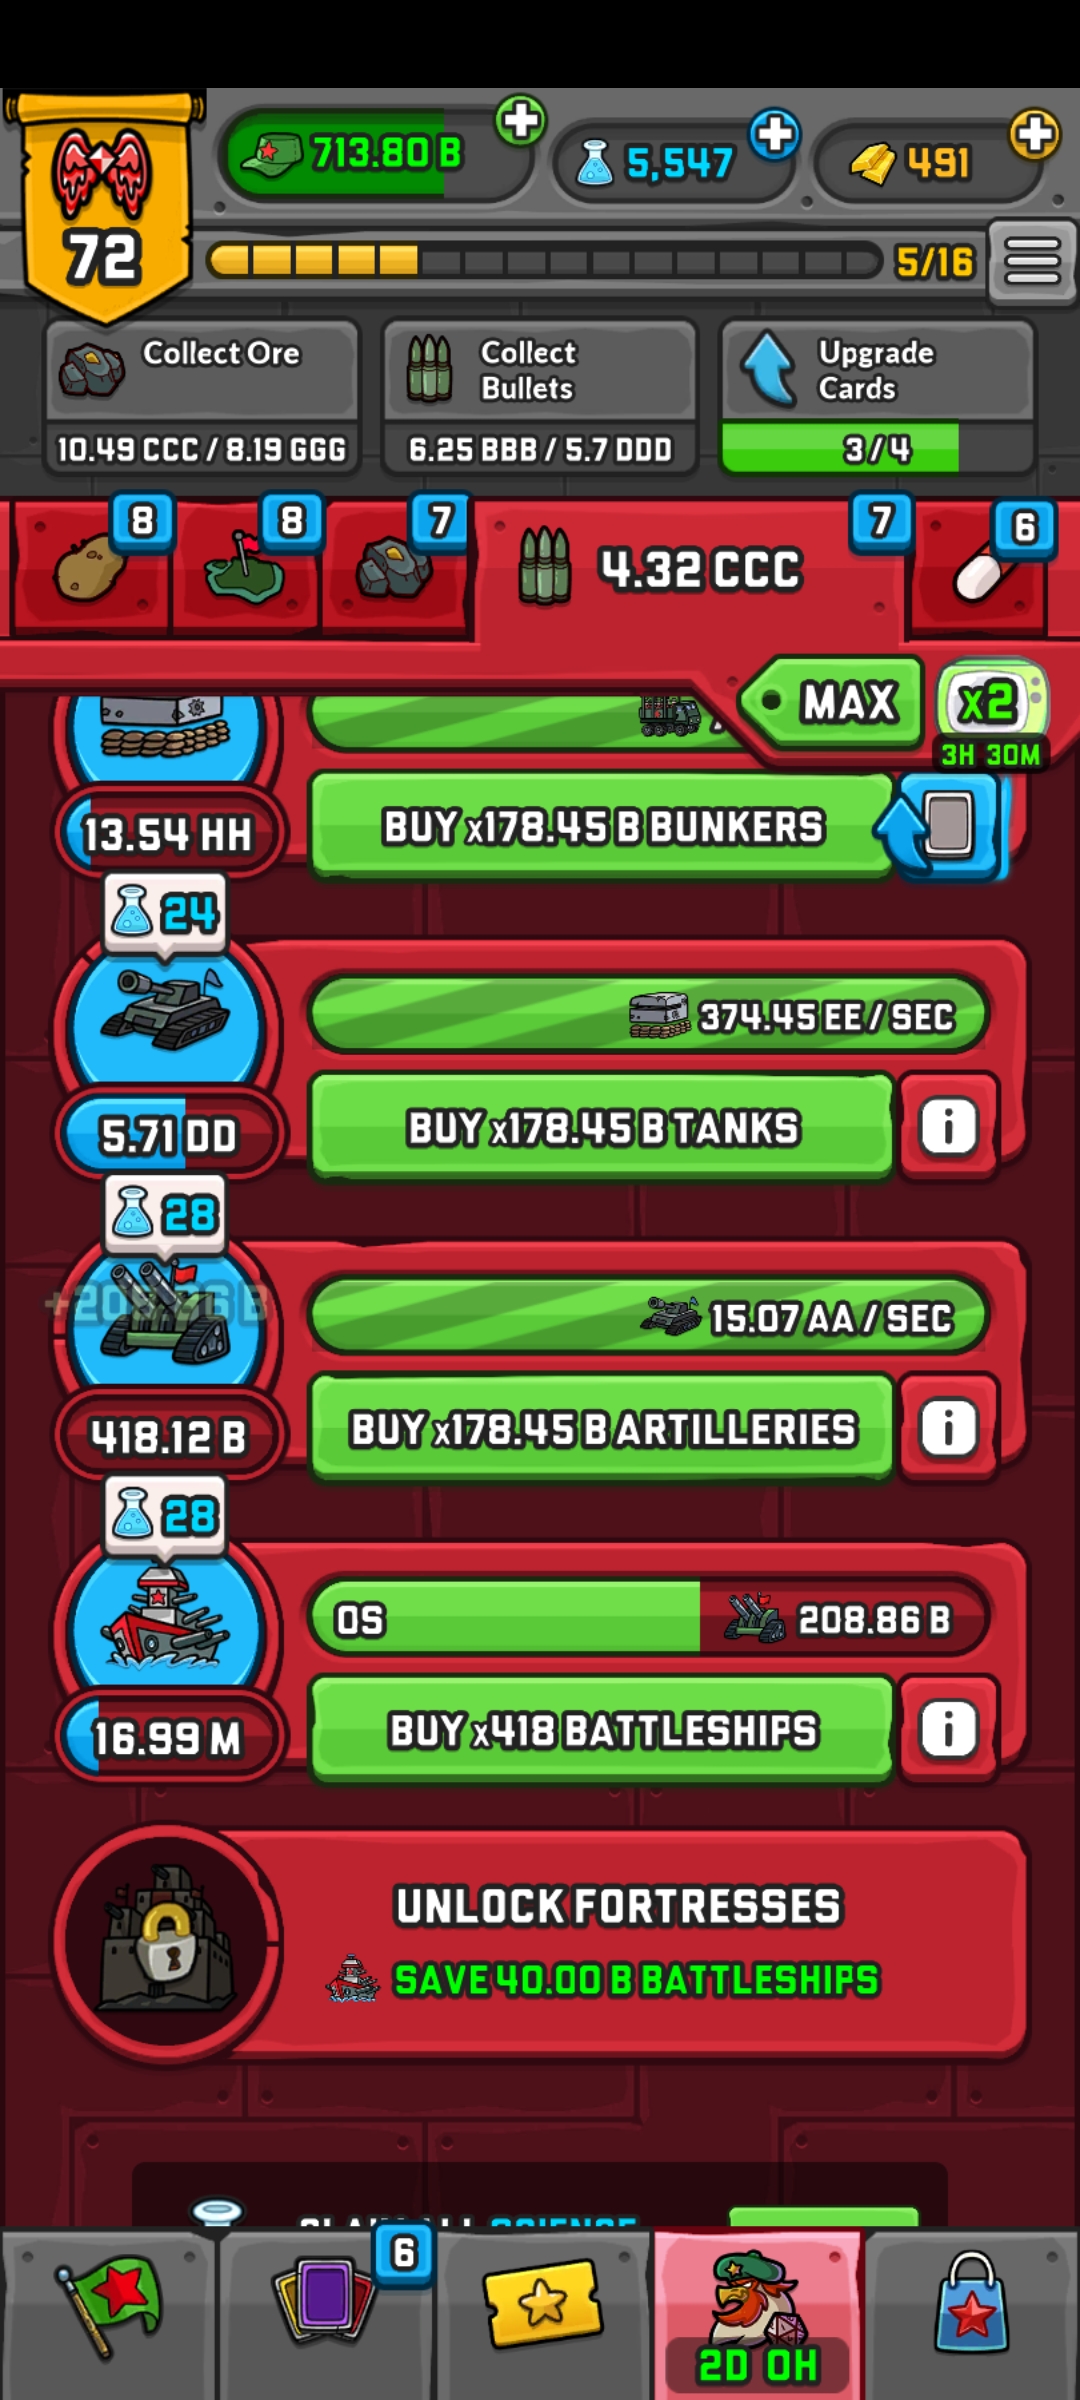 713.80 B
5,547
491
72
5/16
Collect Ore
10.49 CCC / 8.19 GGG
Collect
Bullets
6.25 BBB / 5.7 DDD
Upgrade
Cards
3/4
8
8
7
4.32 CCC
7
6
MAX
x2
3H 30M
13.54 HH
BUY x178.45 B BUNKERS
24
374.45 EE / SEC
5.71 DD
BUY x178.45 B TANKS
i
28
15.07 AA / SEC
418.12 B
BUY x178.45 B ARTILLERIES
i
28
0S
208.86 B
16.99 M
BUY x418 BATTLESHIPS
i
UNLOCK FORTRESSES
SAVE 40.00 B BATTLESHIPS
6
2D 0H